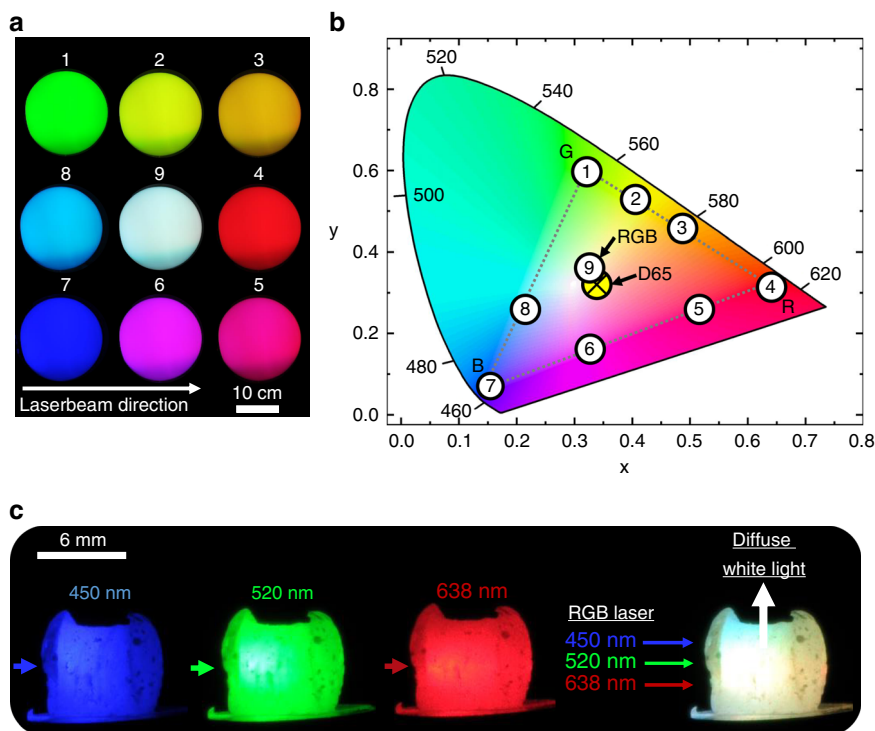 a
1 2 3
8 9 4
7 6 5
Laserbeam direction
10 cm
b
y
0.8
0.6
0.4
0.2
0.0
0.0 0.1 0.2 0.3 0.4 0.5 0.6 0.7 0.8
x
520
540
560
580
600
620
500
480
460
G
R
B
1
2
3
4
5
6
7
8
9
RGB
D65
c
6 mm
450 nm
520 nm
638 nm
RGB laser
450 nm
520 nm
638 nm
Diffuse
white light